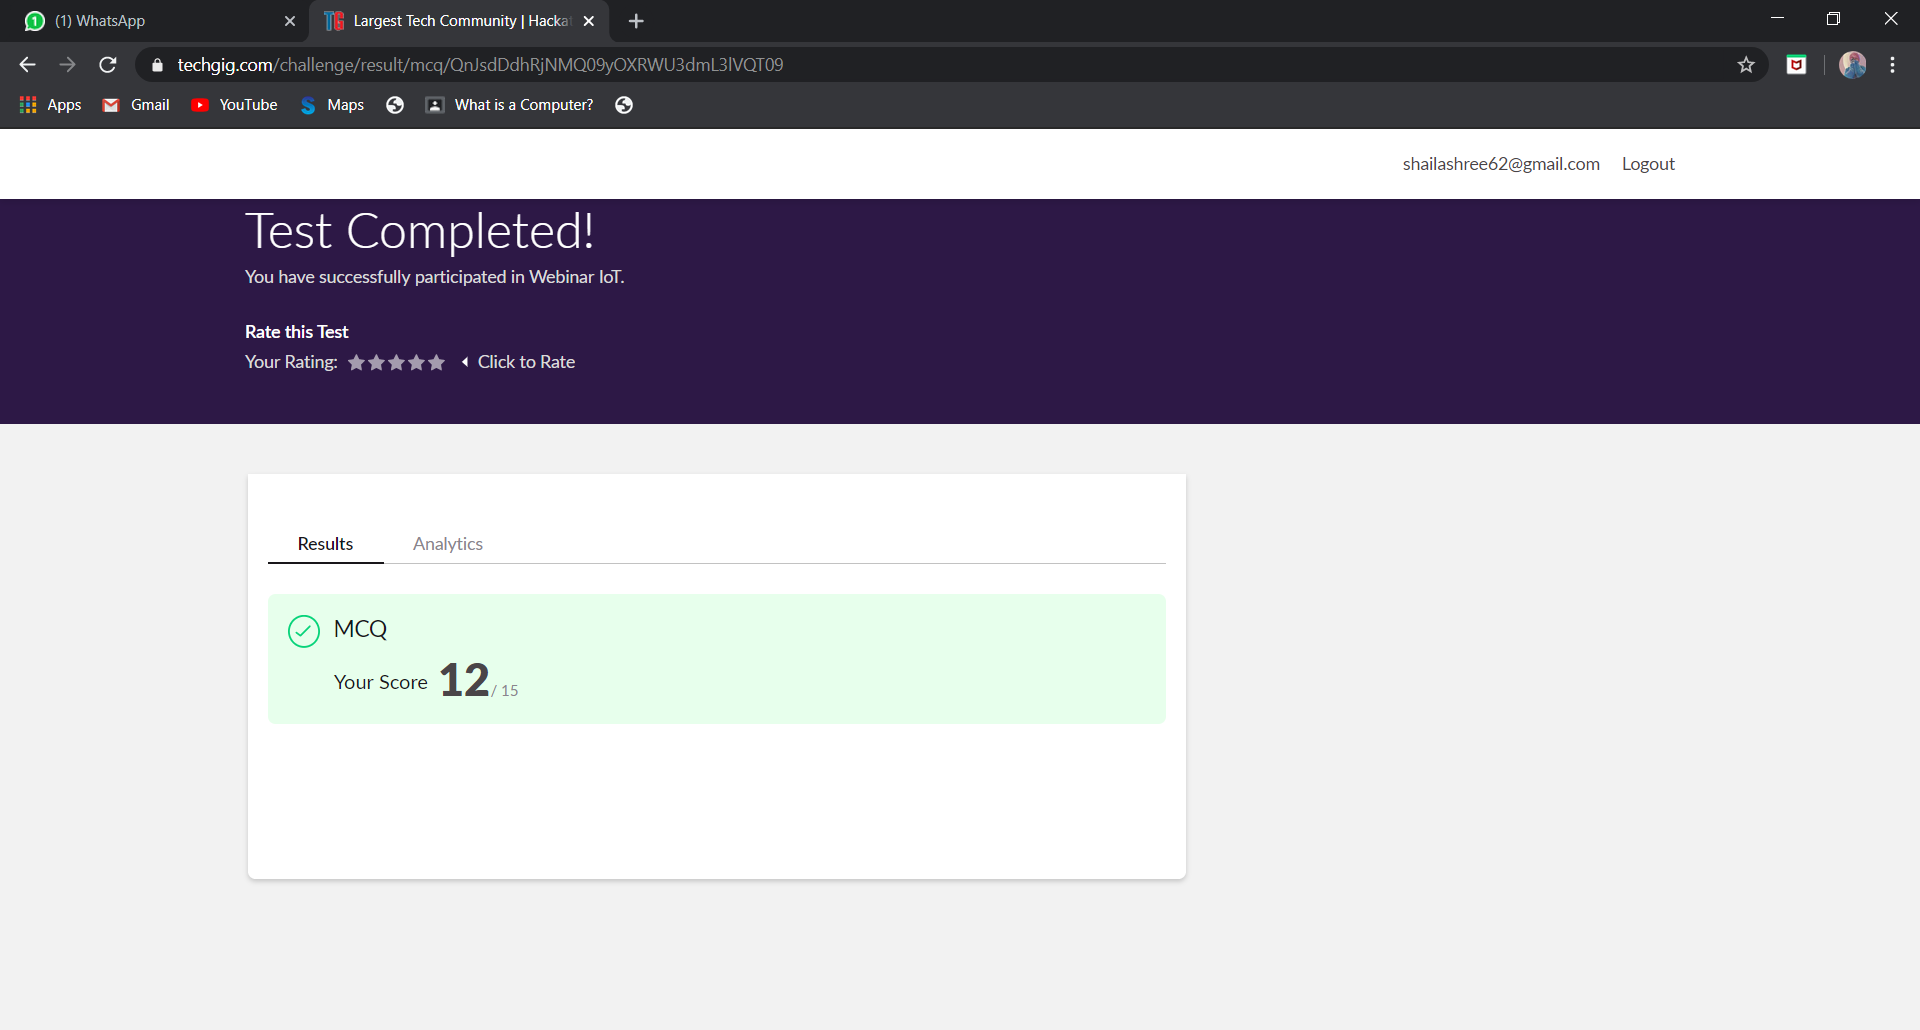 (1) WhatsApp
TG Largest Tech Community | Hacka
techgig.com/challenge/result/mcq/QnJsdDdhRjNMQ09yOXRWU3dmL3lVQT09
Apps Gmail YouTube Maps What is a Computer?
shailashree62@gmail.com Logout
Test Completed!
You have successfully participated in Webinar IoT.
Rate this Test
Your Rating: Click to Rate
Results Analytics
MCQ
Your Score 12 / 15